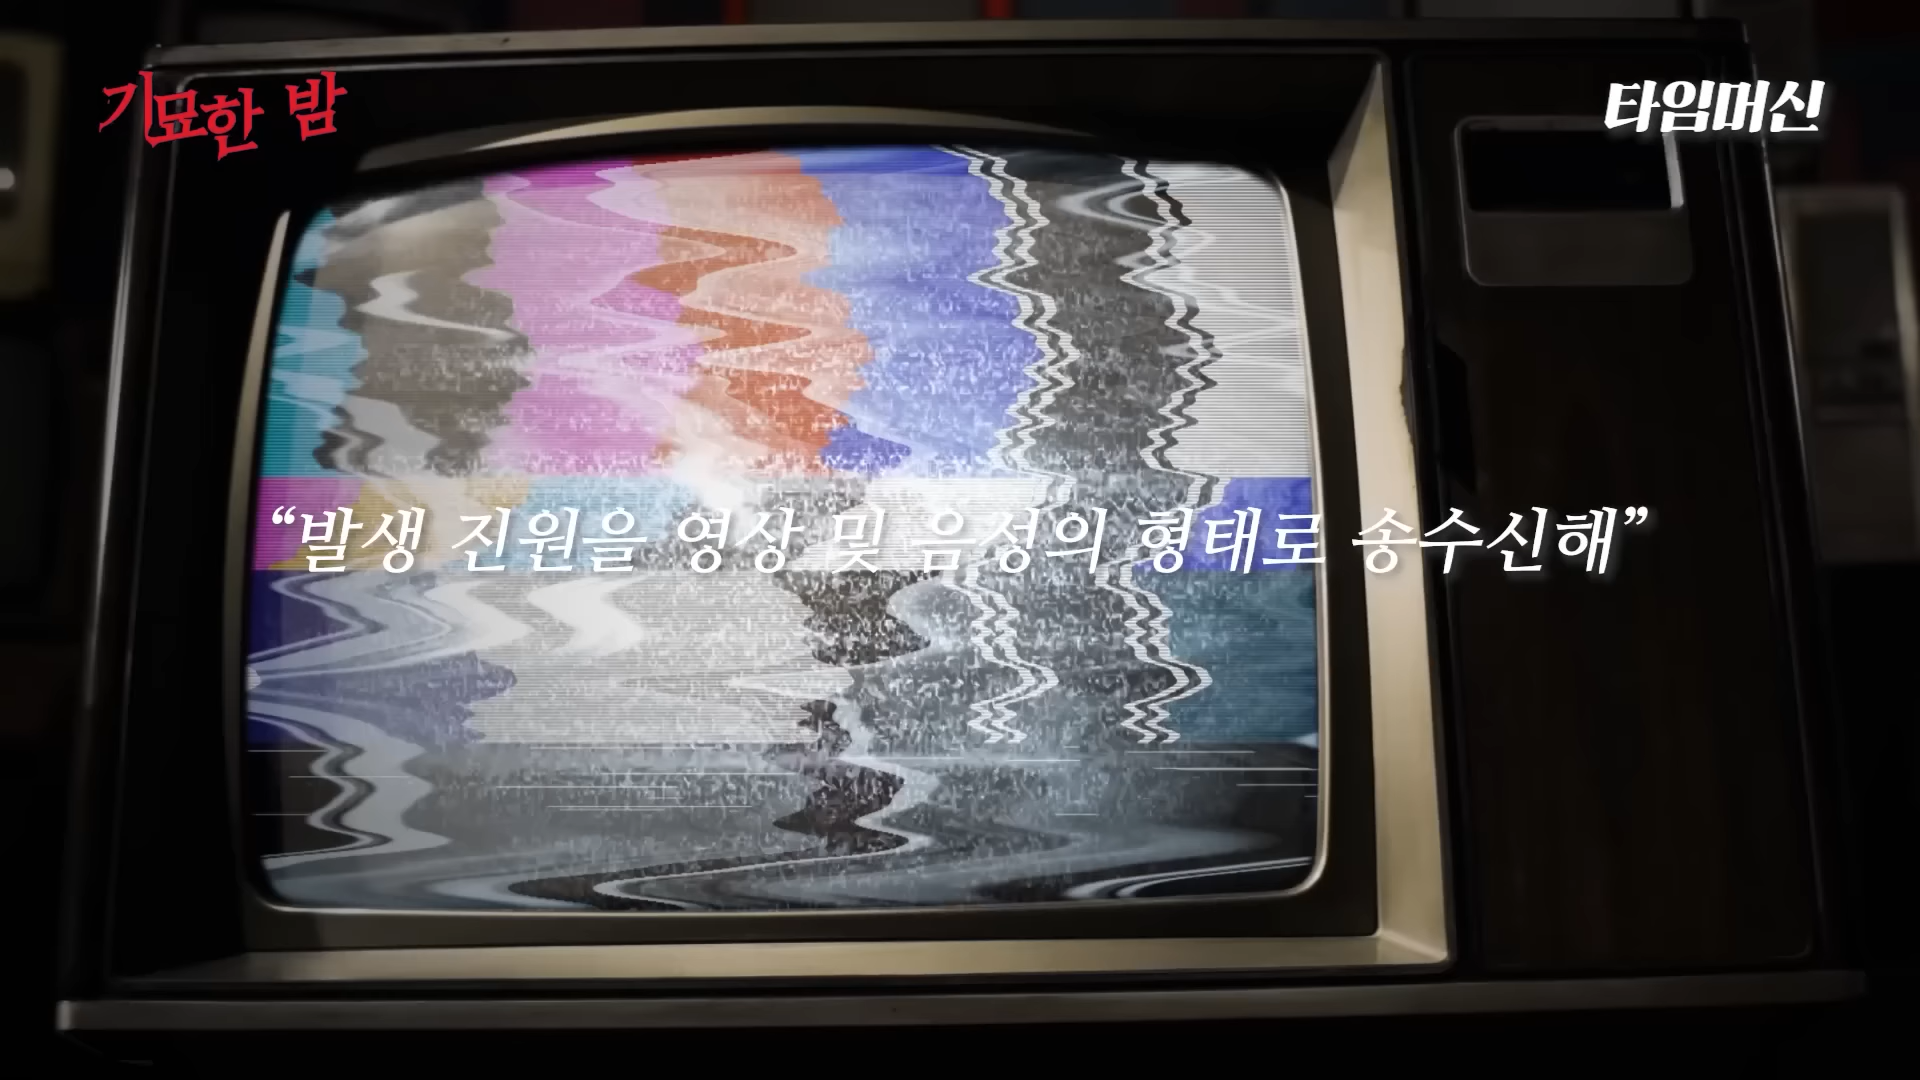 기묘한 밤
타임머신
“발생 진원을 영상 및 음성의 형태로 송수신해”